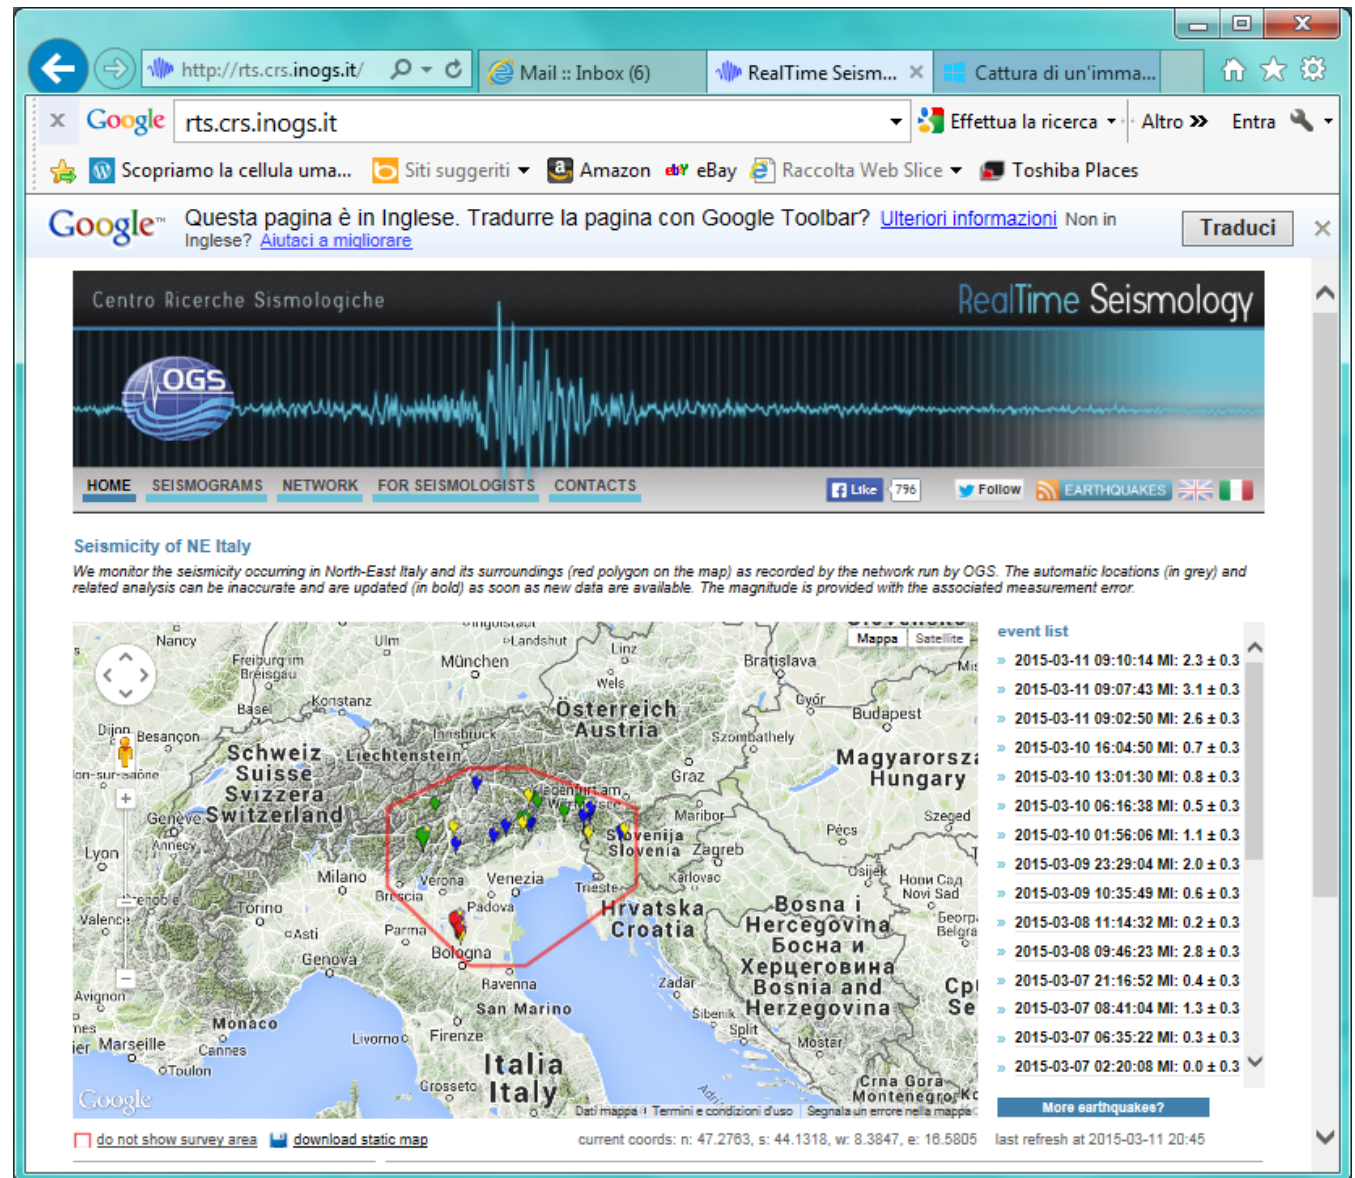 http://rts.crs.inogs.it/
Mail :: Inbox (6)
RealTime Seism...
Cattura di un'imma...
x Google
rts.crs.inogs.it
Effettua la ricerca
Altro »
Entra
Scopriamo la cellula uma...
Siti suggeriti
Amazon
eBay
Raccolta Web Slice
Toshiba Places
Google™
Questa pagina è in Inglese. Tradurre la pagina con Google Toolbar? Ulteriori informazioni Non in
Inglese? Aiutaci a migliorare
Traduci
Centro Ricerche Sismologiche
RealTime Seismology
OGS
HOME SEISMOGRAMS NETWORK FOR SEISMOLOGISTS CONTACTS
Like 796
Follow
EARTHQUAKES
Seismicity of NE Italy
We monitor the seismicity occurring in North-East Italy and its surroundings (red polygon on the map) as recorded by the network run by OGS. The automatic locations (in grey) and
related analysis can be inaccurate and are updated (in bold) as soon as new data are available. The magnitude is provided with the associated measurement error.
Mappa Satellite
Nancy
Ulm
Landshut
Linz
Freiburg im
Breisgau
München
Bratislava
Wels
Basel
Konstanz
Österreich
Austria
Győr
Budapest
Dijon
Besançon
Innsbruck
Szombathely
Schweiz
Suisse
Svizzera
Switzerland
Liechtenstein
Graz
Magyarorszá
Hungary
Klagenfurt am
Maribor
Szeged
Genève
Annecy
Slovenija
Slovenia
Zagreb
Pécs
Lyon
Milano
Verona
Venezia
Trieste
Karlovac
Osijek
Нови Сад
Novi Sad
Grenoble
Torino
Brescia
Padova
Hrvatska
Croatia
Bosna i
Hercegovina
Босна и
Херцеговина
Bosnia and
Herzegovina
Valence
Asti
Parma
Genova
Bologna
Ravenna
Zadar
Avignon
San Marino
Šibenik
Split
Mostar
Monaco
Marseille
Cannes
Toulon
Livorno
Firenze
Italia
Italy
Grosseto
Crna Gora
Montenegro
Google
Dati mappa
Termini e condizioni d'uso
Segnala un errore nella mappa
event list
» 2015-03-11 09:10:14 Ml: 2.3 ± 0.3
» 2015-03-11 09:07:43 Ml: 3.1 ± 0.3
» 2015-03-11 09:02:50 Ml: 2.6 ± 0.3
» 2015-03-10 16:04:50 Ml: 0.7 ± 0.3
» 2015-03-10 13:01:30 Ml: 0.8 ± 0.3
» 2015-03-10 06:16:38 Ml: 0.5 ± 0.3
» 2015-03-10 01:56:06 Ml: 1.1 ± 0.3
» 2015-03-09 23:29:04 Ml: 2.0 ± 0.3
» 2015-03-09 10:35:49 Ml: 0.6 ± 0.3
» 2015-03-08 11:14:32 Ml: 0.2 ± 0.3
» 2015-03-08 09:46:23 Ml: 2.8 ± 0.3
» 2015-03-07 21:16:52 Ml: 0.4 ± 0.3
» 2015-03-07 08:41:04 Ml: 1.3 ± 0.3
» 2015-03-07 06:35:22 Ml: 0.3 ± 0.3
» 2015-03-07 02:20:08 Ml: 0.0 ± 0.3
More earthquakes?
do not show survey area
download static map
current coords: n: 47.2763, s: 44.1318, w: 8.3847, e: 16.5805
last refresh at 2015-03-11 20:45